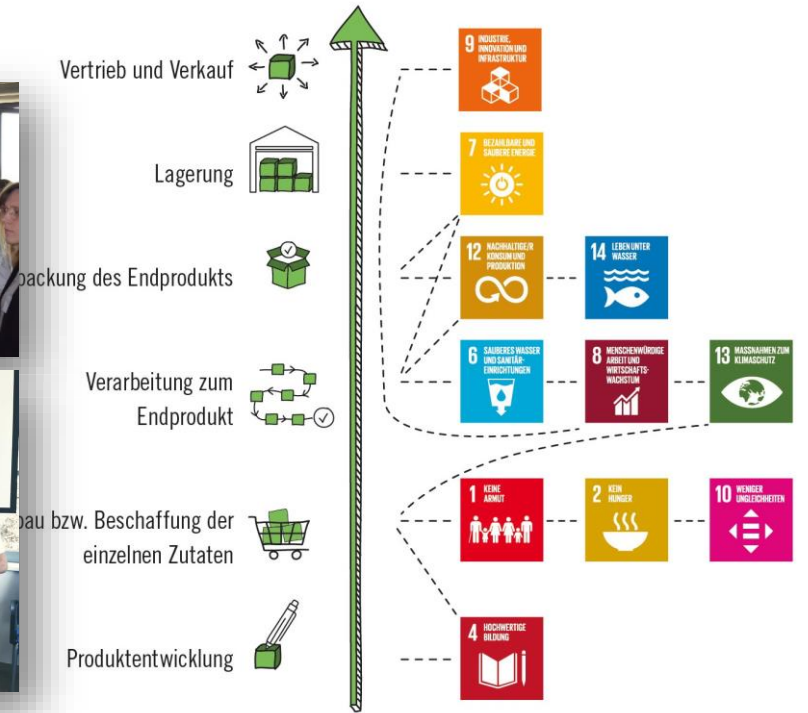 Vertrieb und Verkauf
9 INDUSTRIE,
INNOVATION UND
INFRASTRUKTUR
Lagerung
7 BEZAHLBARE UND
SAUBERE ENERGIE
packung des Endprodukts
12 NACHHALTIGE/R
KONSUM UND
PRODUKTION
14 LEBEN UNTER
WASSER
Verarbeitung zum
Endprodukt
6 SAUBERES WASSER
UND SANITÄR-
EINRICHTUNGEN
8 MENSCHENWÜRDIGE
ARBEIT UND
WIRTSCHAFTS-
WACHSTUM
13 MASSNAHMEN ZUM
KLIMASCHUTZ
bau bzw. Beschaffung der
einzelnen Zutaten
1 KEINE
ARMUT
2 KEIN
HUNGER
10 WENIGER
UNGLEICHHEITEN
Produktentwicklung
4 HOCHWERTIGE
BILDUNG